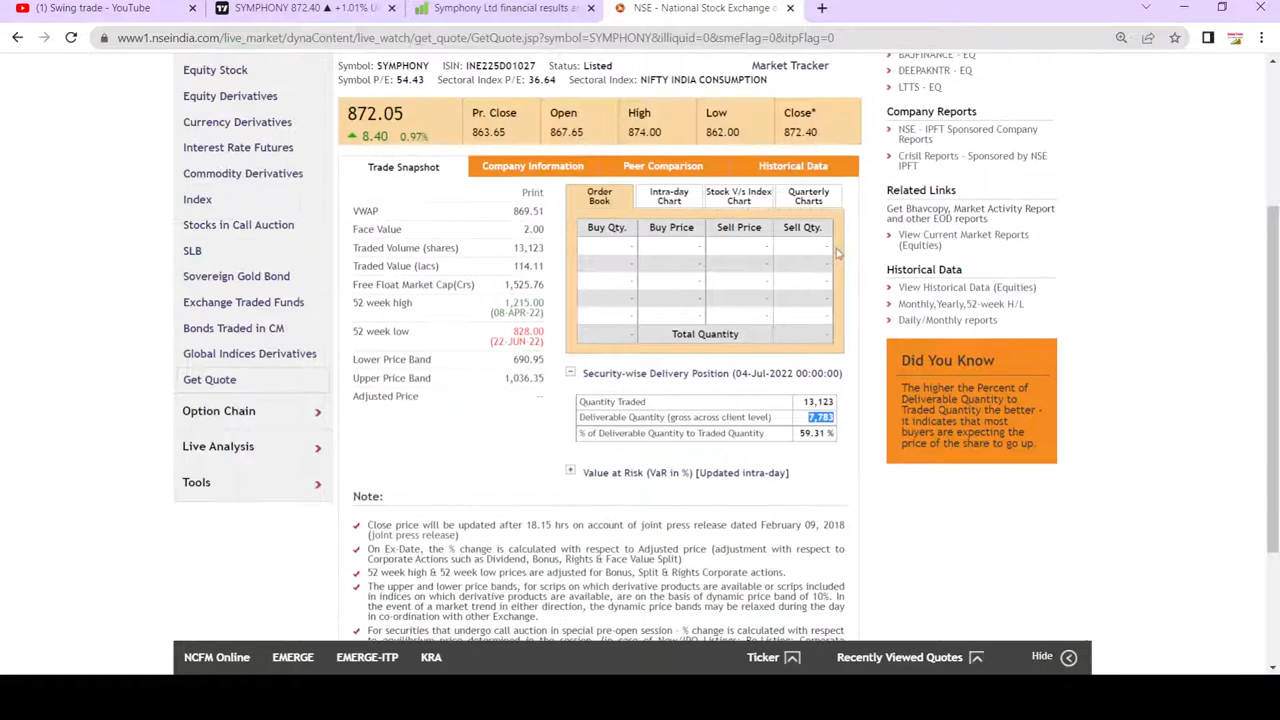 (1) Swing trade - YouTube
SYMPHONY 872.40 ▲ +1.01%
Symphony Ltd financial results a
NSE - National Stock Exchange o
www1.nseindia.com/live_market/dynaContent/live_watch/get_quote/GetQuote.jsp?symbol=SYMPHONY&illiquid=0&smeFlag=0&itpFlag=0
Equity Stock
Equity Derivatives
Currency Derivatives
Interest Rate Futures
Commodity Derivatives
Index
Stocks in Call Auction
SLB
Sovereign Gold Bond
Exchange Traded Funds
Bonds Traded in CM
Global Indices Derivatives
Get Quote
Option Chain
Live Analysis
Tools
Symbol: SYMPHONY ISIN: INE225D01027 Status: Listed Market Tracker
Symbol P/E: 54.43 Sectoral Index P/E: 36.64 Sectoral Index: NIFTY INDIA CONSUMPTION
872.05 Pr. Close Open High Low Close*
▲ 8.40 0.97% 863.65 867.65 874.00 862.00 872.40
Trade Snapshot Company Information Peer Comparison Historical Data
Print
VWAP 869.51
Face Value 2.00
Traded Volume (shares) 13,123
Traded Value (lacs) 114.11
Free Float Market Cap(Crs) 1,525.76
52 week high 1,215.00
(08-APR-22)
52 week low 828.00
(22-JUN-22)
Lower Price Band 690.95
Upper Price Band 1,036.35
Adjusted Price --
Order Book
Intra-day Chart
Stock V/s Index Chart
Quarterly Charts
Buy Qty. Buy Price Sell Price Sell Qty.
- - - -
- - - -
- - - -
- - - -
- - - -
- Total Quantity -
Security-wise Delivery Position (04-Jul-2022 00:00:00)
Quantity Traded 13,123
Deliverable Quantity (gross across client level) 7,783
% of Deliverable Quantity to Traded Quantity 59.31 %
Value at Risk (VaR in %) [Updated intra-day]
Note:
Close price will be updated after 18.15 hrs on account of joint press release dated February 09, 2018
(joint press release)
On Ex-Date, the % change is calculated with respect to Adjusted price (adjustment with respect to
Corporate Actions such as Dividend, Bonus, Rights & Face Value Split)
52 week high & 52 week low prices are adjusted for Bonus, Split & Rights Corporate actions.
The upper and lower price bands, for scrips on which derivative products are available or scrips included
in indices on which derivative products are available, are on the basis of dynamic price band of 10%. In
the event of a market trend in either direction, the dynamic price bands may be relaxed during the day
in co-ordination with other Exchange.
For securities that undergo call auction in special pre-open session - % change is calculated with respect
to equilibrium price determined in the session. (in case of New/IPO Listings; Re-Listing; Corporate
BAJFINANCE - EQ
DEEPAKNTR - EQ
LTTS - EQ
Company Reports
NSE - IPFT Sponsored Company
Reports
Crisil Reports - Sponsored by NSE
IPFT
Related Links
Get Bhavcopy, Market Activity Report
and other EOD reports
View Current Market Reports
(Equities)
Historical Data
View Historical Data (Equities)
Monthly,Yearly,52-week H/L
Daily/Monthly reports
Did You Know
The higher the Percent of
Deliverable Quantity to
Traded Quantity the better -
it indicates that most
buyers are expecting the
price of the share to go up.
NCFM Online EMERGE EMERGE-ITP KRA Ticker Recently Viewed Quotes Hide